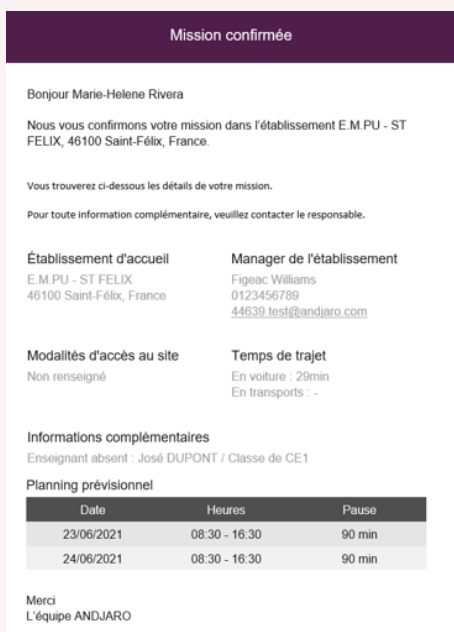 Mission confirmée
Bonjour Marie-Helene Rivera
Nous vous confirmons votre mission dans l'établissement E.M.PU - ST
FELIX, 46100 Saint-Félix, France.
Vous trouverez ci-dessous les détails de votre mission.
Pour toute information complémentaire, veuillez contacter le responsable.
Établissement d'accueil
E.M.PU - ST FELIX
46100 Saint-Félix, France
Manager de l'établissement
Figeac Williams
0123456789
44639.test@andjaro.com
Modalités d'accès au site
Non renseigné
Temps de trajet
En voiture : 29min
En transports : -
Informations complémentaires
Enseignant absent : José DUPONT / Classe de CE1
Planning prévisionnel
Date Heures Pause
23/06/2021 08:30 - 16:30 90 min
24/06/2021 08:30 - 16:30 90 min
Merci
L'équipe ANDJARO